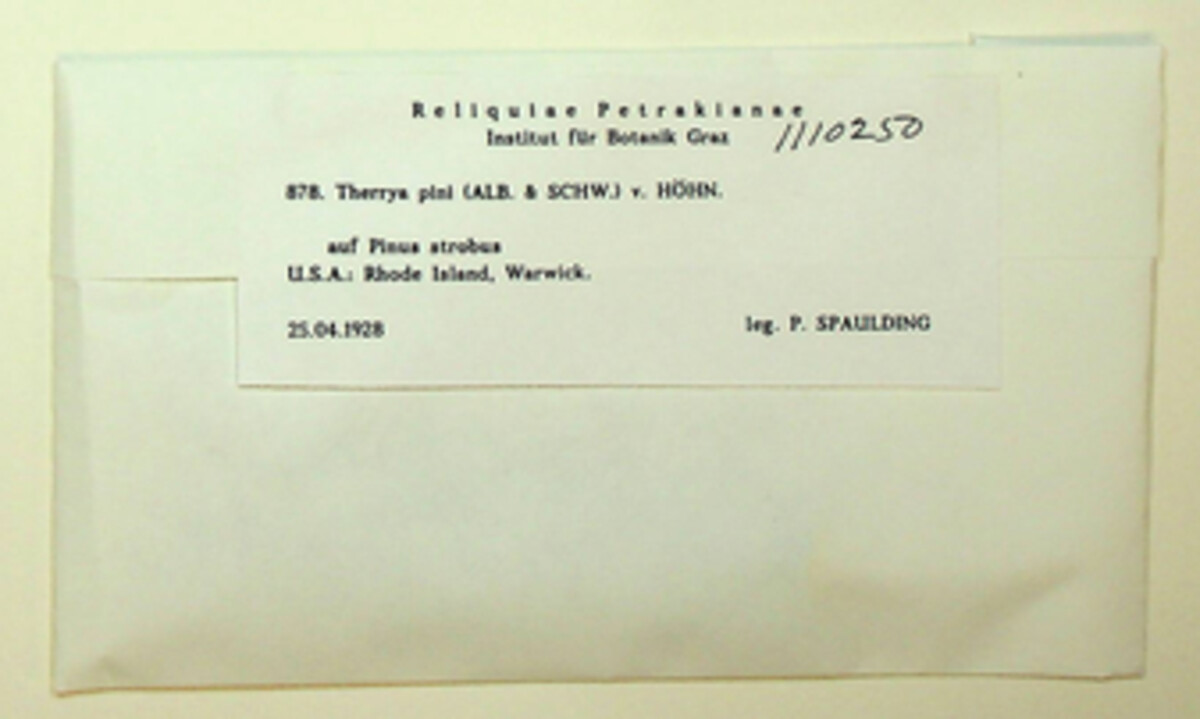 Reliquiae Petrakianae
Institut für Botanik Graz
1110250
878. Therrya pini (ALB. & SCHW.) v. HÖHN.
auf Pinus strobus
U.S.A.: Rhode Island, Warwick.
25.04.1928
leg. P. SPAULDING